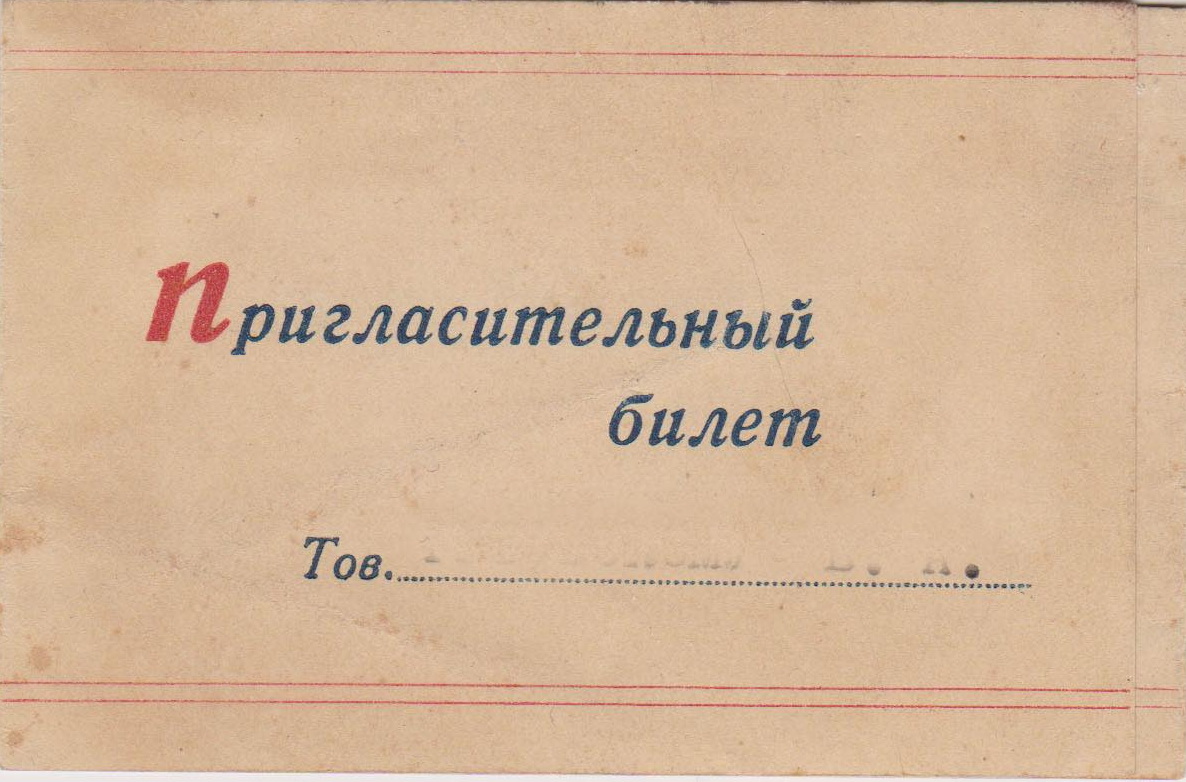 Пригласительный
билет
Тов.